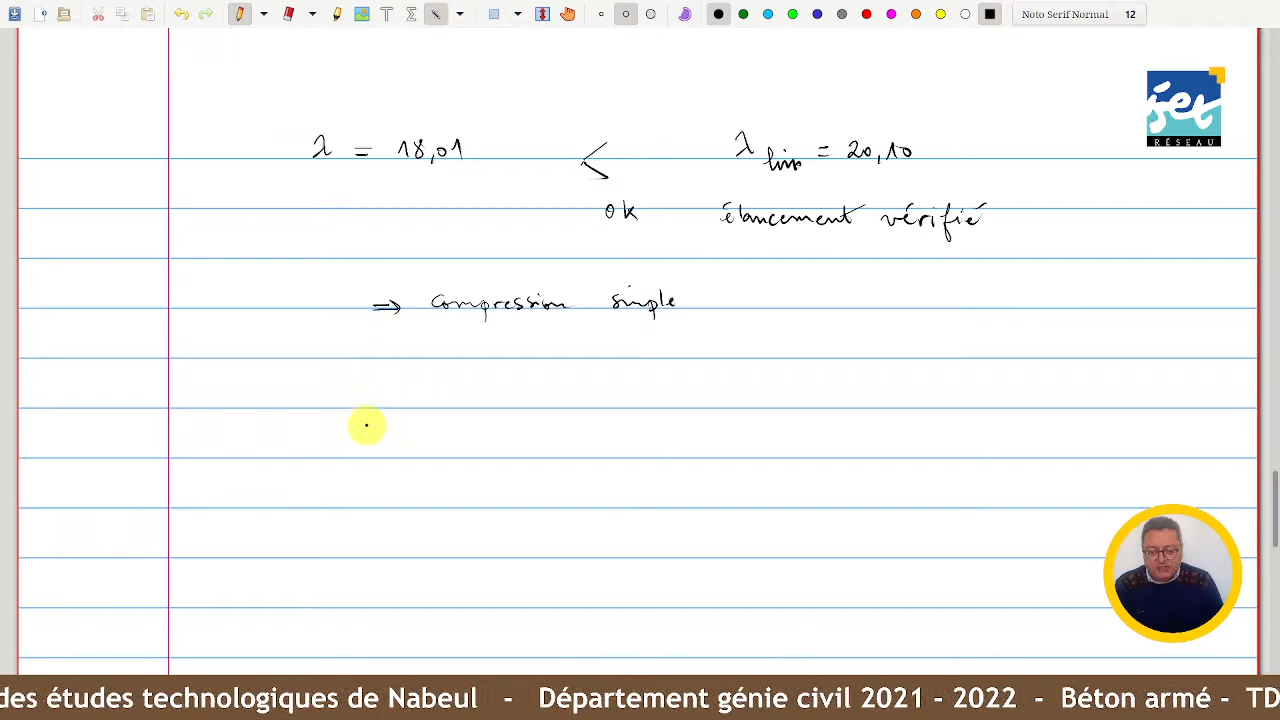 Noto Serif Normal 12
λ = 18,01 < λ lim = 20,10
ok élancement vérifié
⇒ compression simple
iset
RÉSEAU
des études technologiques de Nabeul - Département génie civil 2021 - 2022 - Béton armé - TD